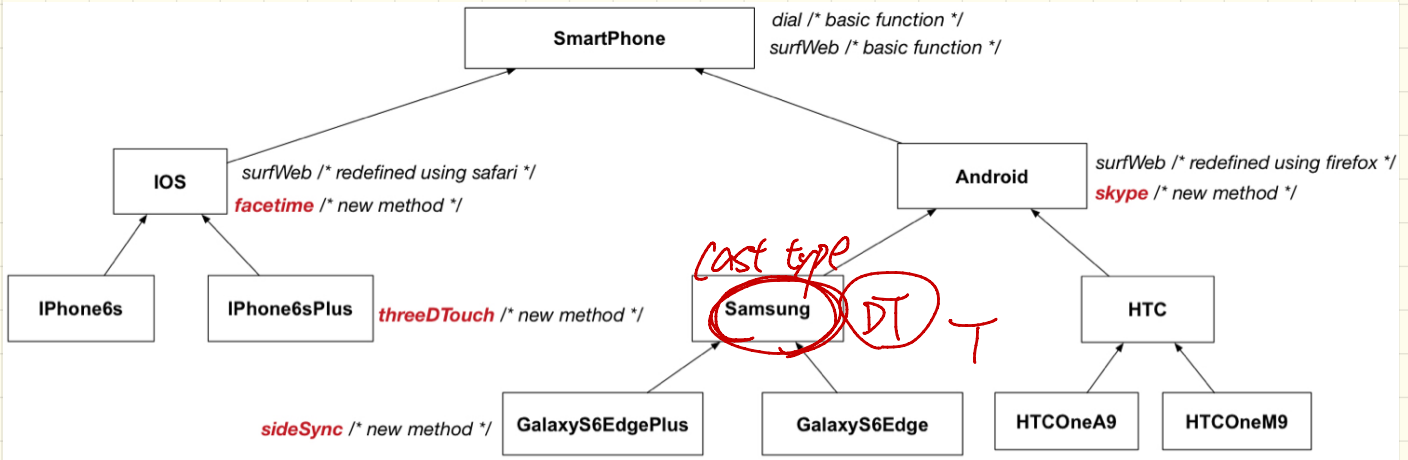 SmartPhone
dial /* basic function */
surfWeb /* basic function */
IOS
surfWeb /* redefined using safari */
facetime /* new method */
Android
surfWeb /* redefined using firefox */
skype /* new method */
cast type
IPhone6s
IPhone6sPlus
threeDTouch /* new method */
Samsung
DT
T
HTC
sideSync /* new method */
GalaxyS6EdgePlus
GalaxyS6Edge
HTCOneA9
HTCOneM9